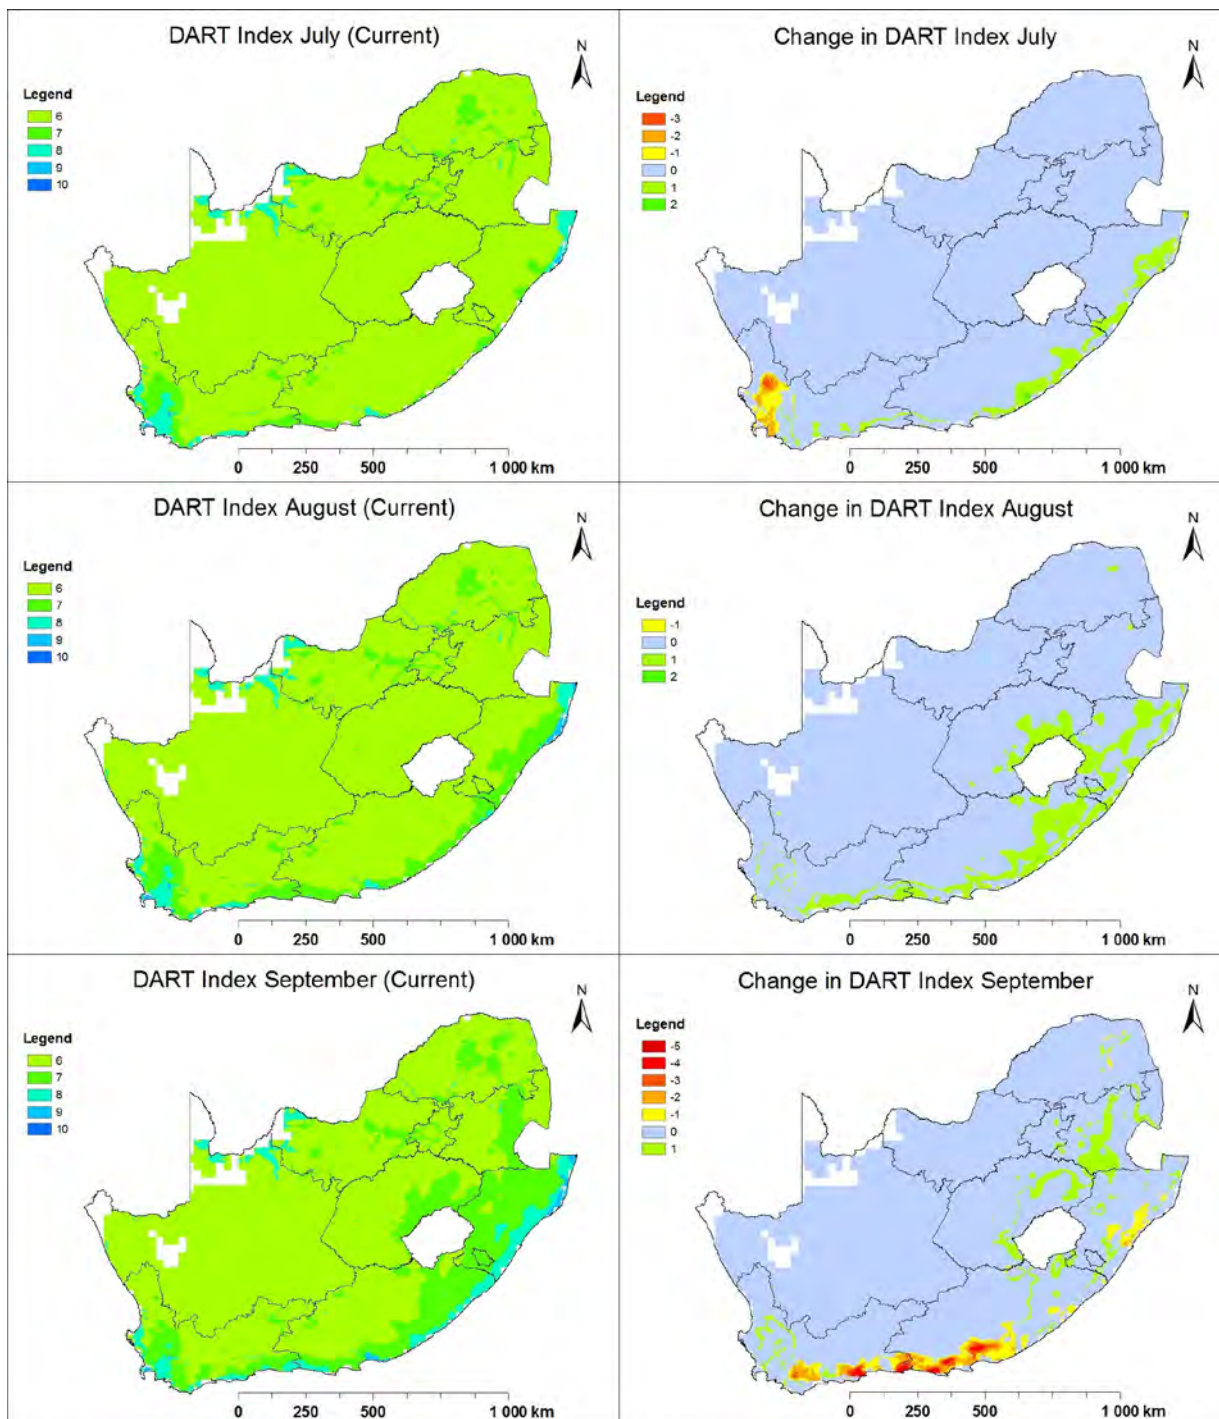 DART Index July (Current)
N
Legend
6
7
8
9
10
0 250 500 1 000 km
Change in DART Index July
N
Legend
-3
-2
-1
0
1
2
0 250 500 1 000 km
DART Index August (Current)
N
Legend
6
7
8
9
10
0 250 500 1 000 km
Change in DART Index August
N
Legend
-1
0
1
2
0 250 500 1 000 km
DART Index September (Current)
N
Legend
6
7
8
9
10
0 250 500 1 000 km
Change in DART Index September
N
Legend
-5
-4
-3
-2
-1
0
1
0 250 500 1 000 km